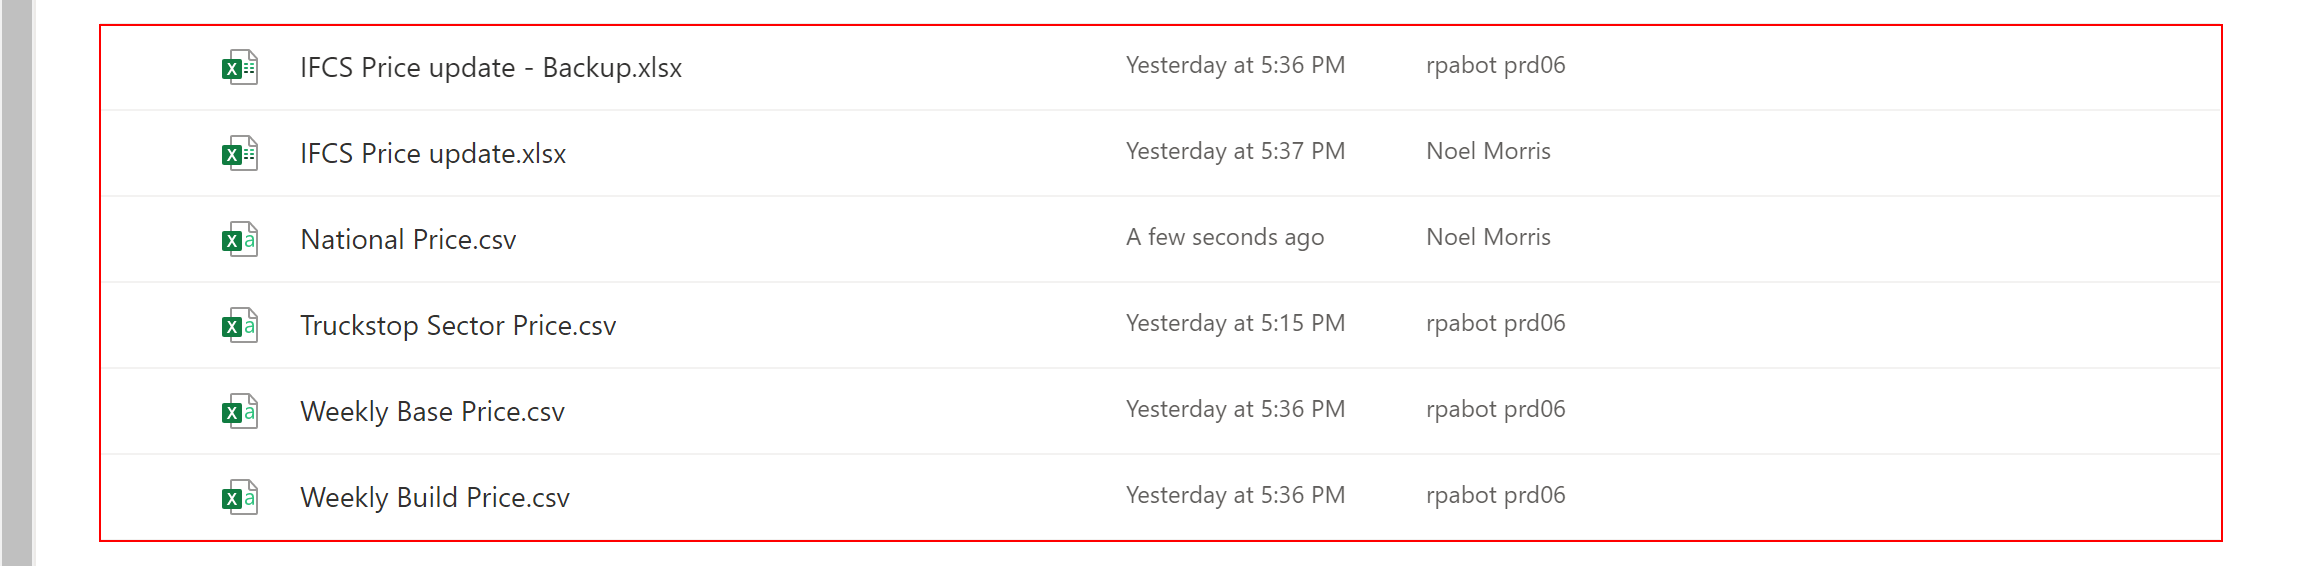 IFCS Price update - Backup.xlsx Yesterday at 5:36 PM rpabot prd06
IFCS Price update.xlsx Yesterday at 5:37 PM Noel Morris
National Price.csv A few seconds ago Noel Morris
Truckstop Sector Price.csv Yesterday at 5:15 PM rpabot prd06
Weekly Base Price.csv Yesterday at 5:36 PM rpabot prd06
Weekly Build Price.csv Yesterday at 5:36 PM rpabot prd06